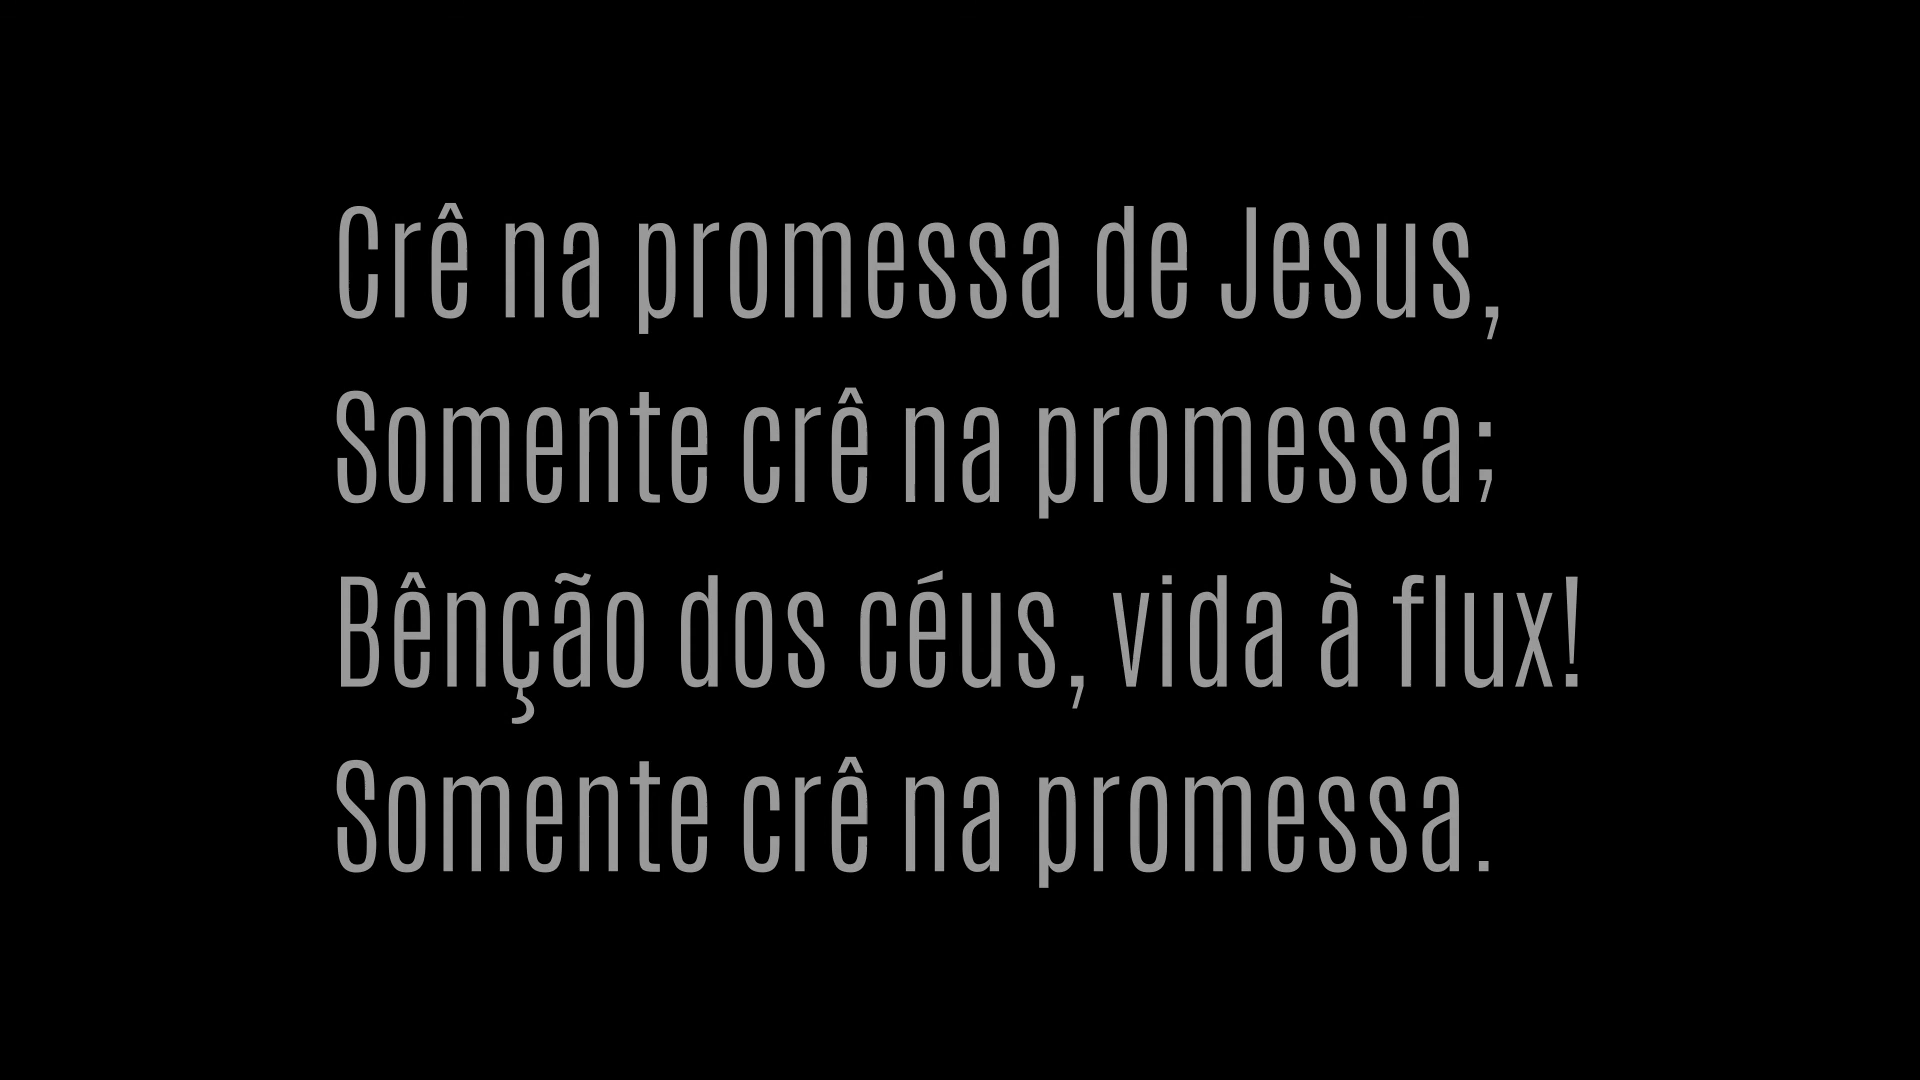 Crê na promessa de Jesus,
Somente crê na promessa;
Bênção dos céus, vida à flux!
Somente crê na promessa.